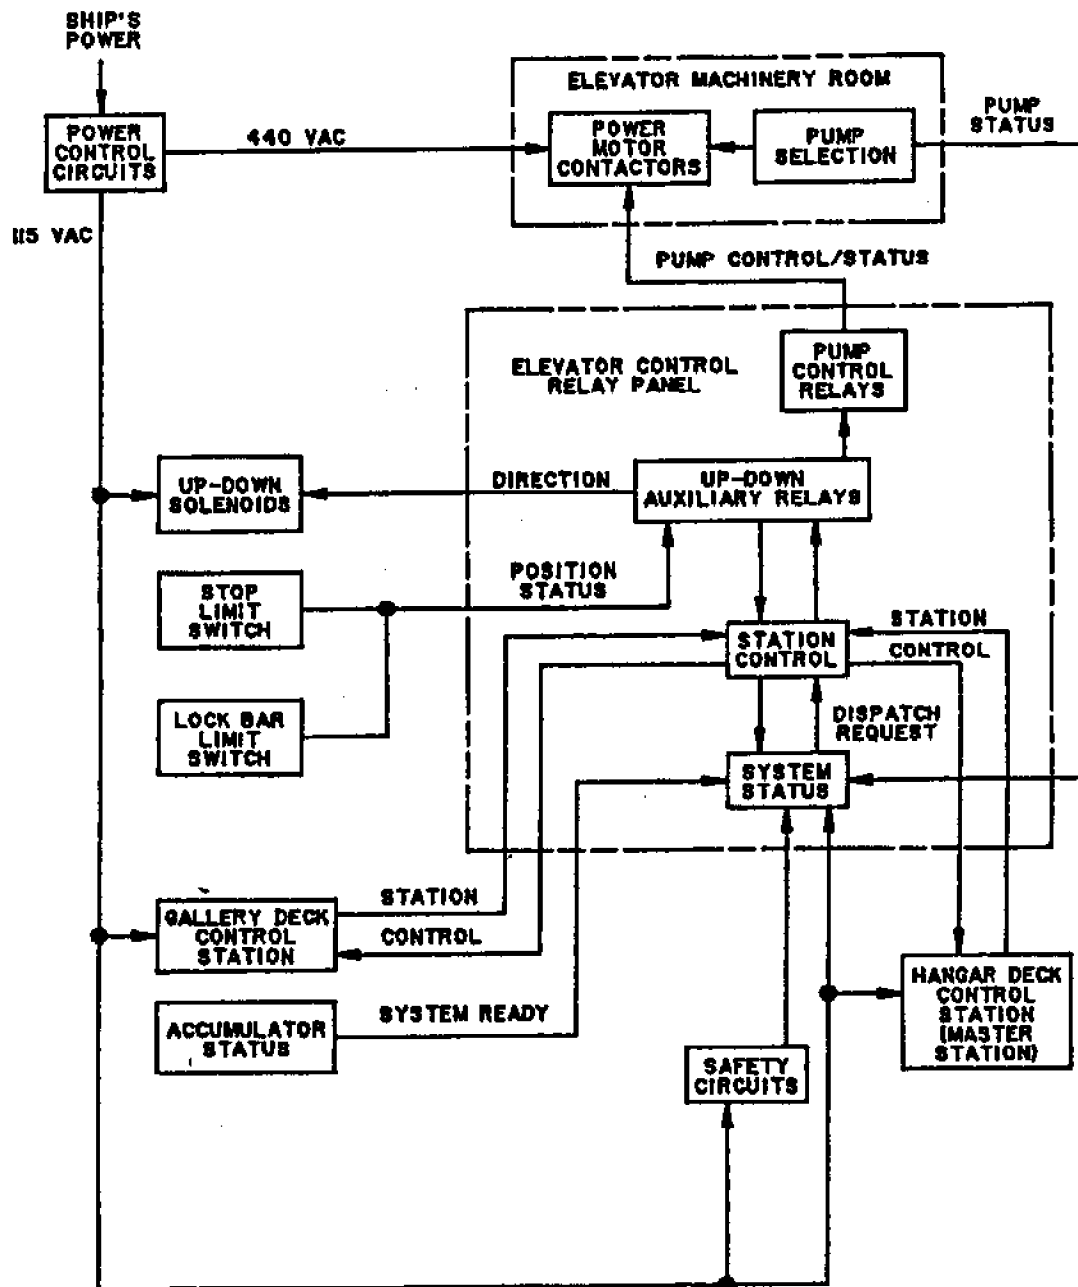 SHIP'S
POWER
ELEVATOR MACHINERY ROOM
PUMP
STATUS
POWER
CONTROL
CIRCUITS
440 VAC
POWER
MOTOR
CONTACTORS
PUMP
SELECTION
115 VAC
PUMP CONTROL/STATUS
ELEVATOR CONTROL
RELAY PANEL
PUMP
CONTROL
RELAYS
UP-DOWN
SOLENOIDS
DIRECTION
UP-DOWN
AUXILIARY RELAYS
STOP
LIMIT
SWITCH
POSITION
STATUS
STATION
CONTROL
STATION
CONTROL
LOCK BAR
LIMIT
SWITCH
DISPATCH
REQUEST
SYSTEM
STATUS
GALLERY DECK
CONTROL
STATION
STATION
CONTROL
HANGAR DECK
CONTROL
STATION
(MASTER
STATION)
ACCUMULATOR
STATUS
SYSTEM READY
SAFETY
CIRCUITS